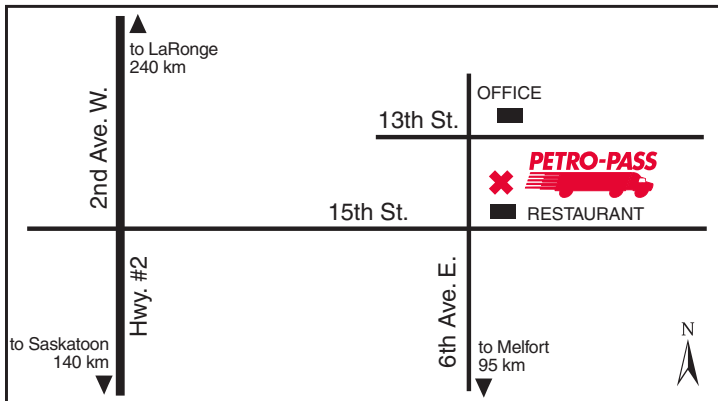 to LaRonge
240 km
2nd Ave. W.
OFFICE
13th St.
PETRO-PASS
15th St.
RESTAURANT
Hwy. #2
6th Ave. E.
to Saskatoon
140 km
to Melfort
95 km
N